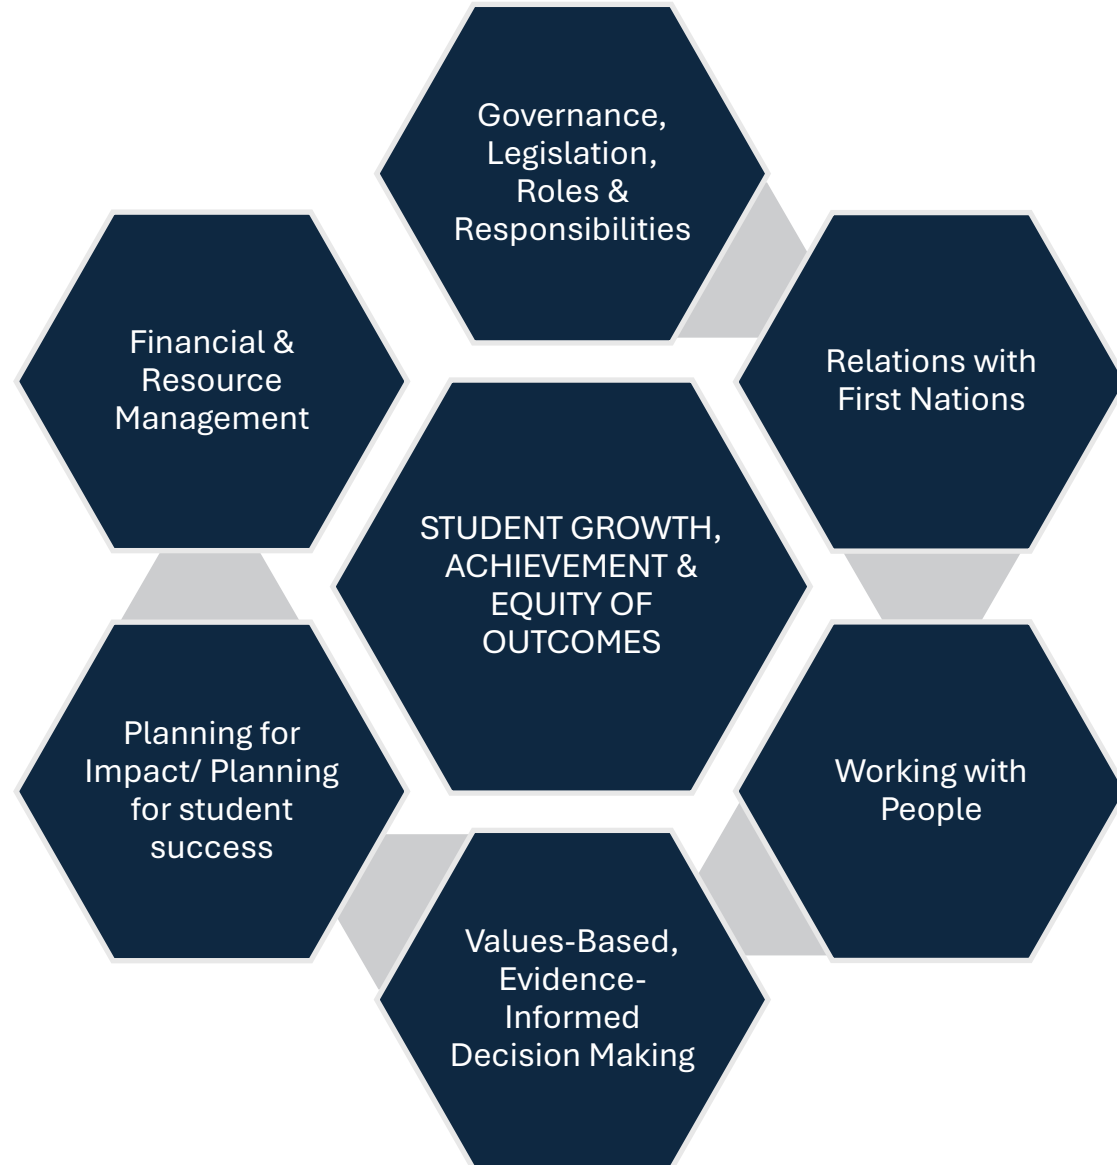 Governance,
Legislation,
Roles &
Responsibilities
Financial &
Resource
Management
Relations with
First Nations
STUDENT GROWTH,
ACHIEVEMENT &
EQUITY OF
OUTCOMES
Planning for
Impact/ Planning
for student
success
Working with
People
Values-Based,
Evidence-
Informed
Decision Making